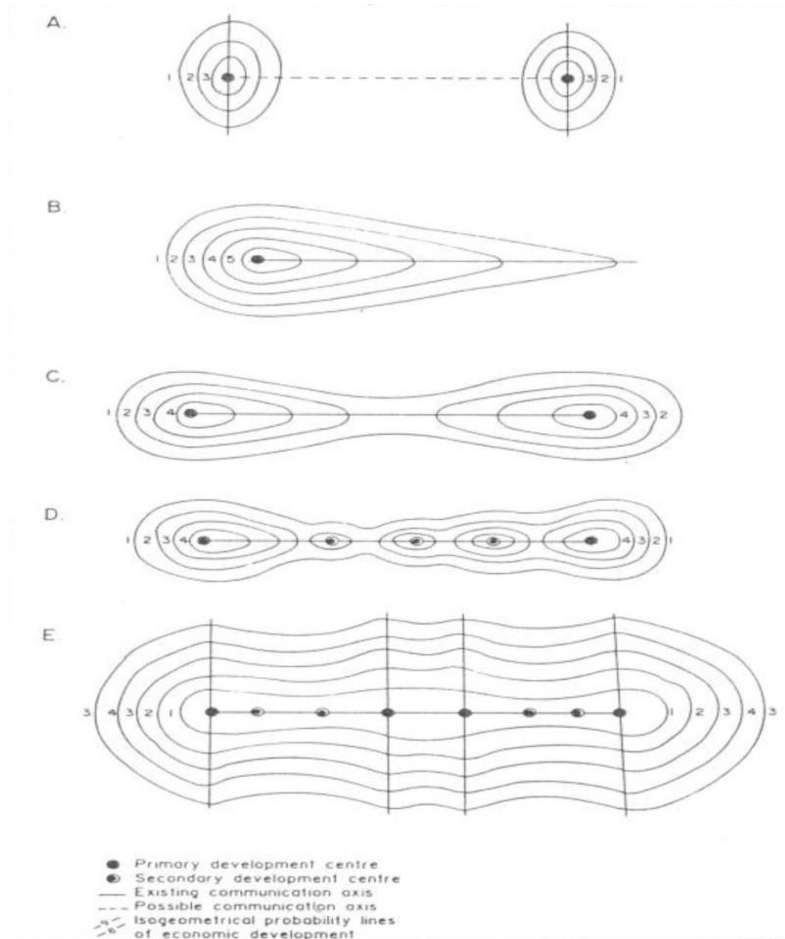 A.
1 2 3 3 2 1
B.
1 2 3 4 5
C.
1 2 3 4 4 3 2
D.
1 2 3 4 4 3 2 1
E
3 4 3 2 1 1 2 3 4 3
Primary development centre
Secondary development centre
Existing communication axis
Possible communication axis
Isogeometrical probability lines
of economic development